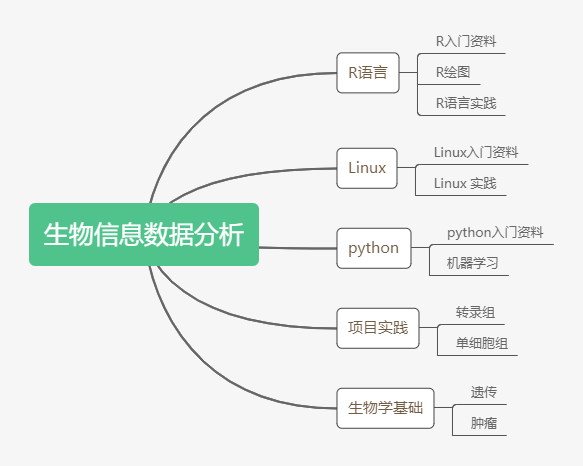 生物信息数据分析
R语言
R入门资料
R绘图
R语言实践
Linux
Linux入门资料
Linux 实践
python
python入门资料
机器学习
项目实践
转录组
单细胞组
生物学基础
遗传
肿瘤